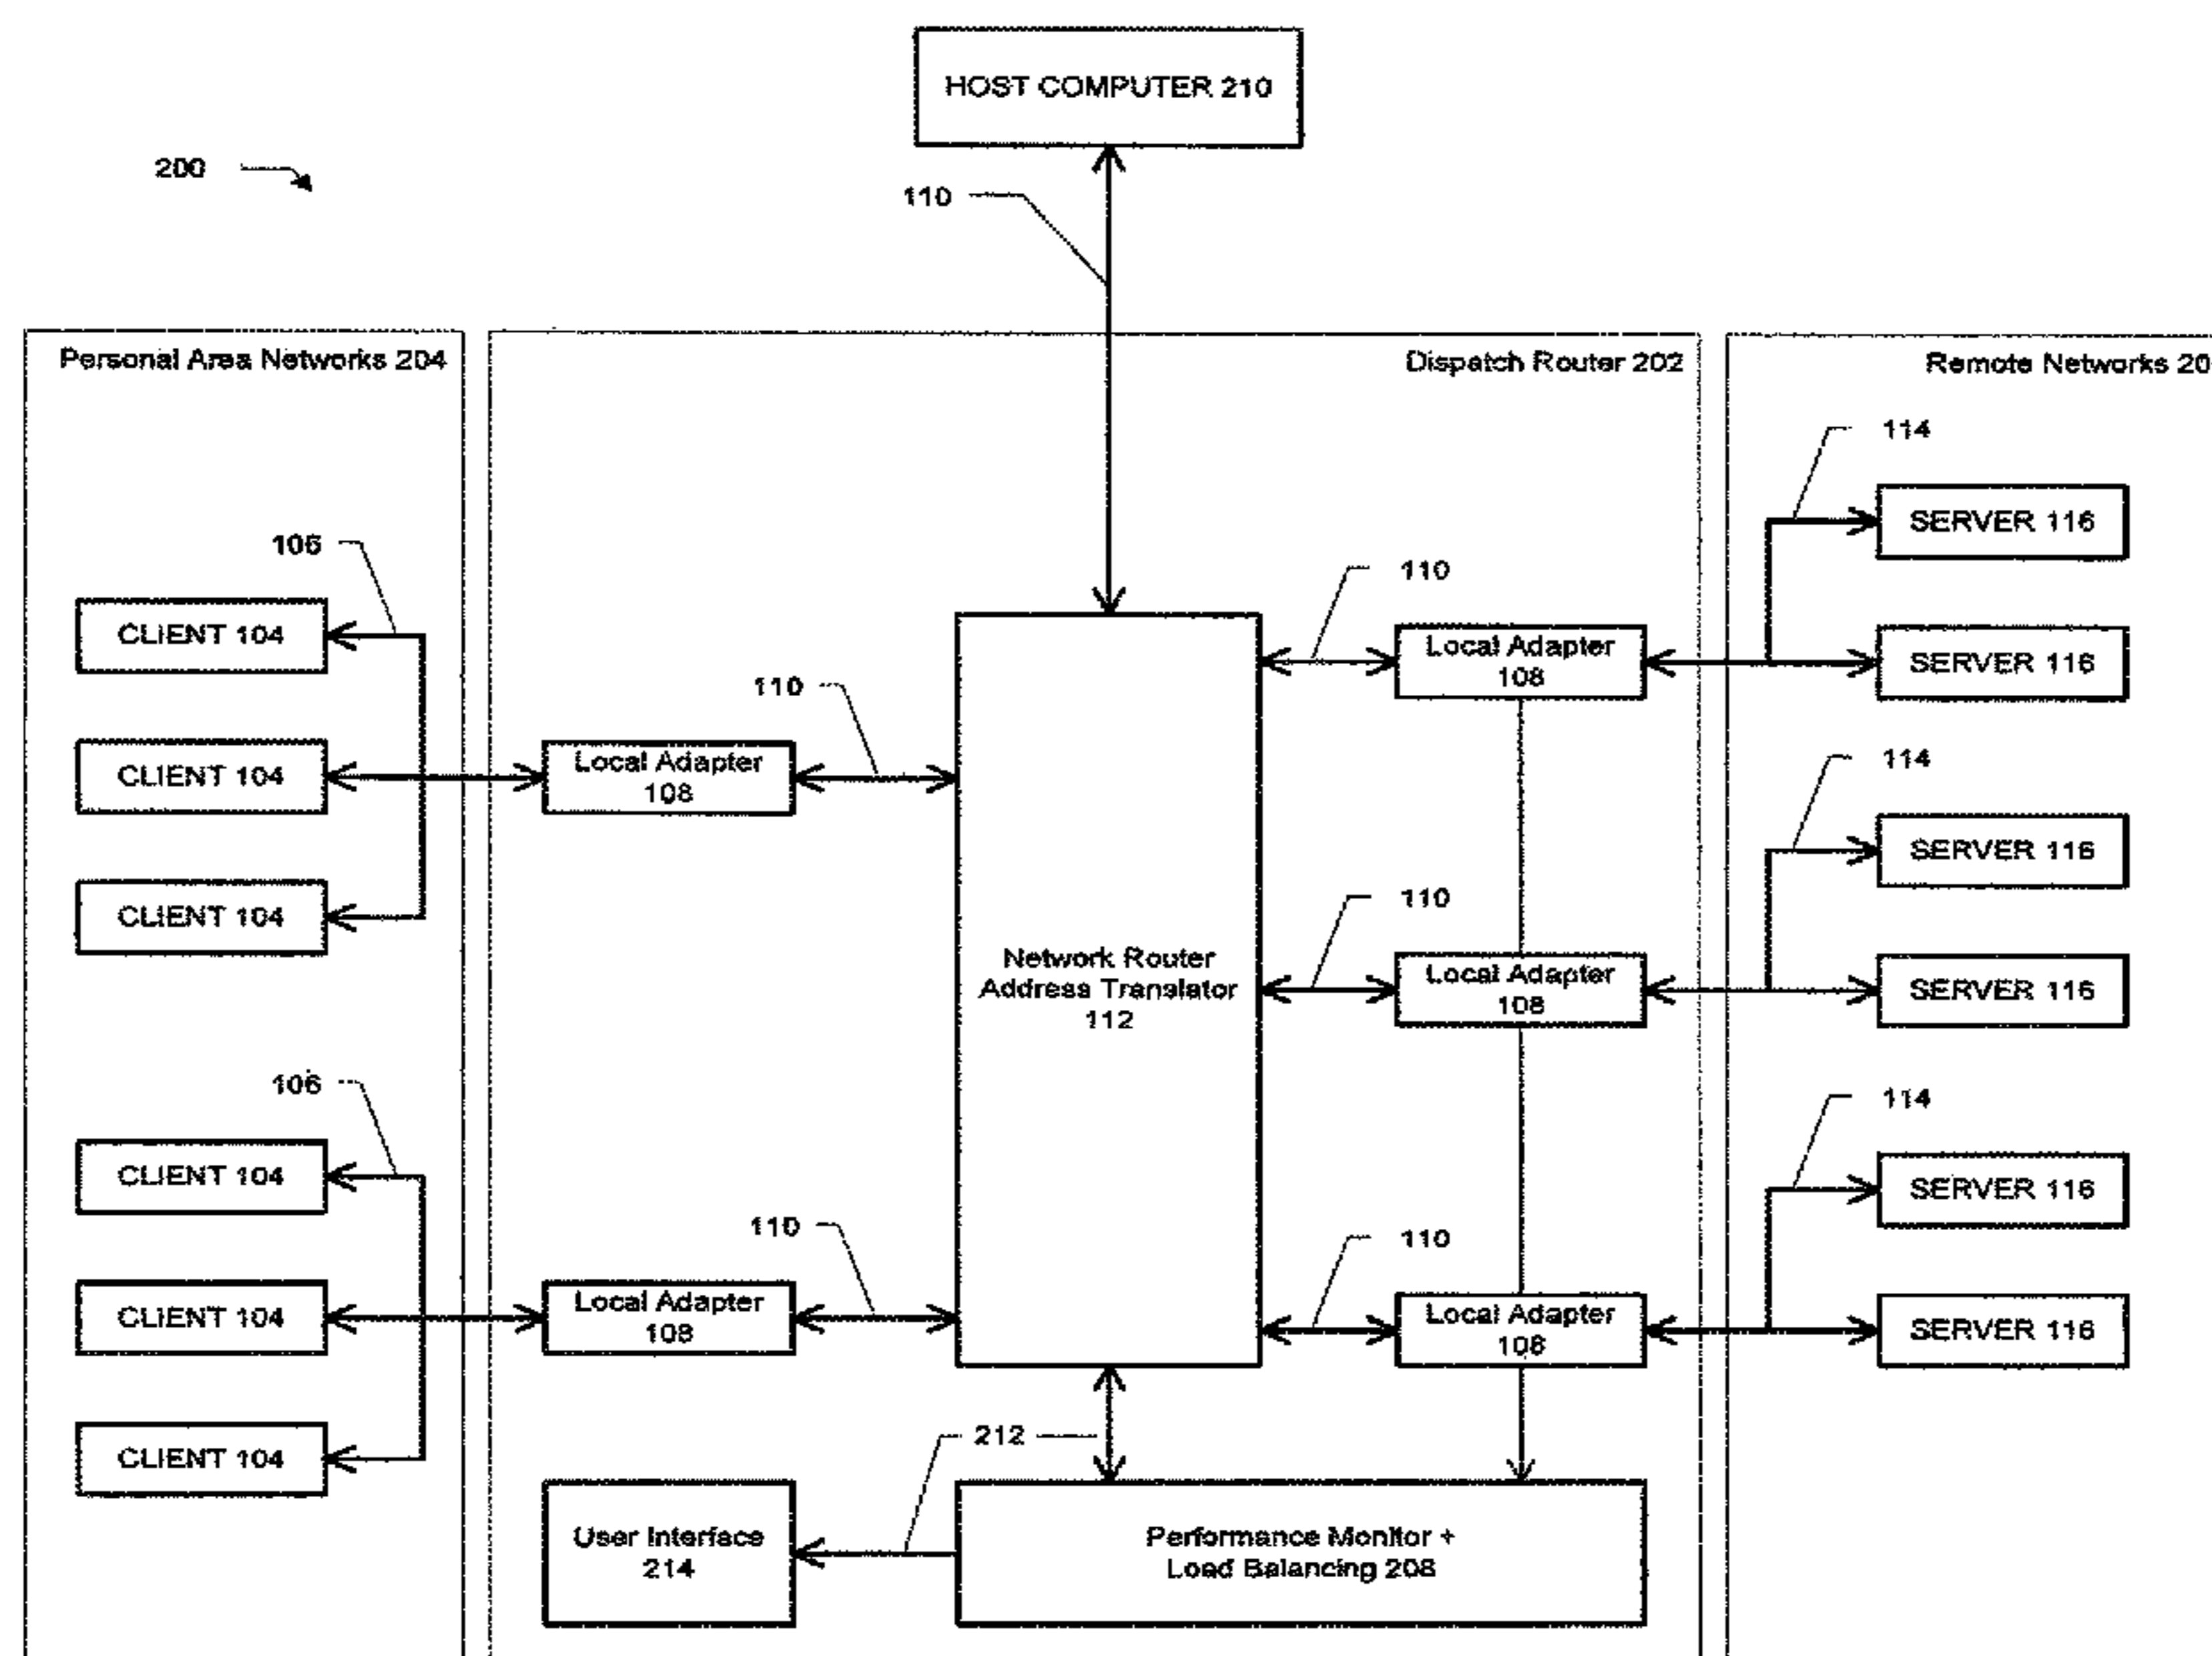 HOST COMPUTER 210
200
110
Personal Area Networks 204
Dispatch Router 202
Remote Networks 20
114
SERVER 116
106
110
CLIENT 104
Local Adapter
108
SERVER 116
110
CLIENT 104
Local Adapter
108
114
SERVER 116
CLIENT 104
110
Network Router
Address Translator
112
Local Adapter
108
SERVER 116
106
114
CLIENT 104
SERVER 116
110
110
CLIENT 104
Local Adapter
108
Local Adapter
108
SERVER 116
CLIENT 104
212
User Interface
214
Performance Monitor +
Load Balancing 208